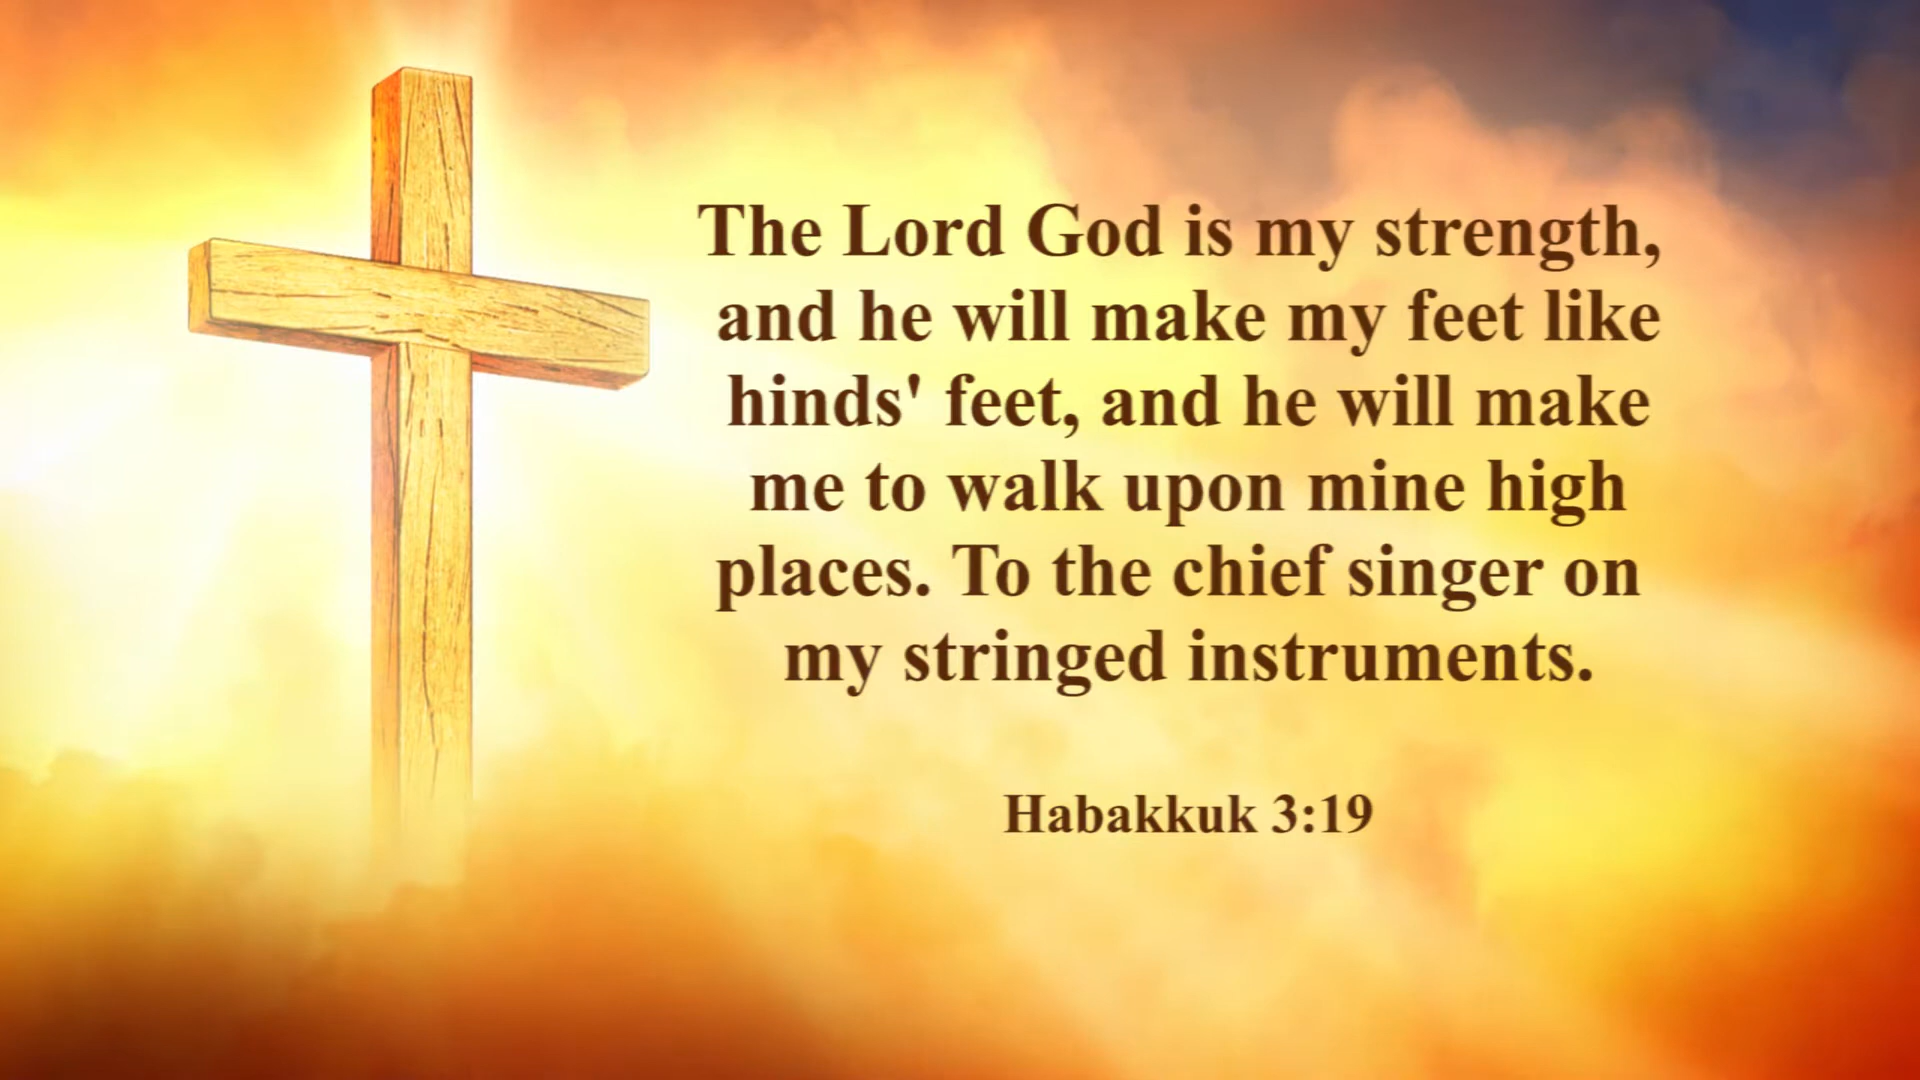 The Lord God is my strength,
and he will make my feet like
hinds' feet, and he will make
me to walk upon mine high
places. To the chief singer on
my stringed instruments.
Habakkuk 3:19